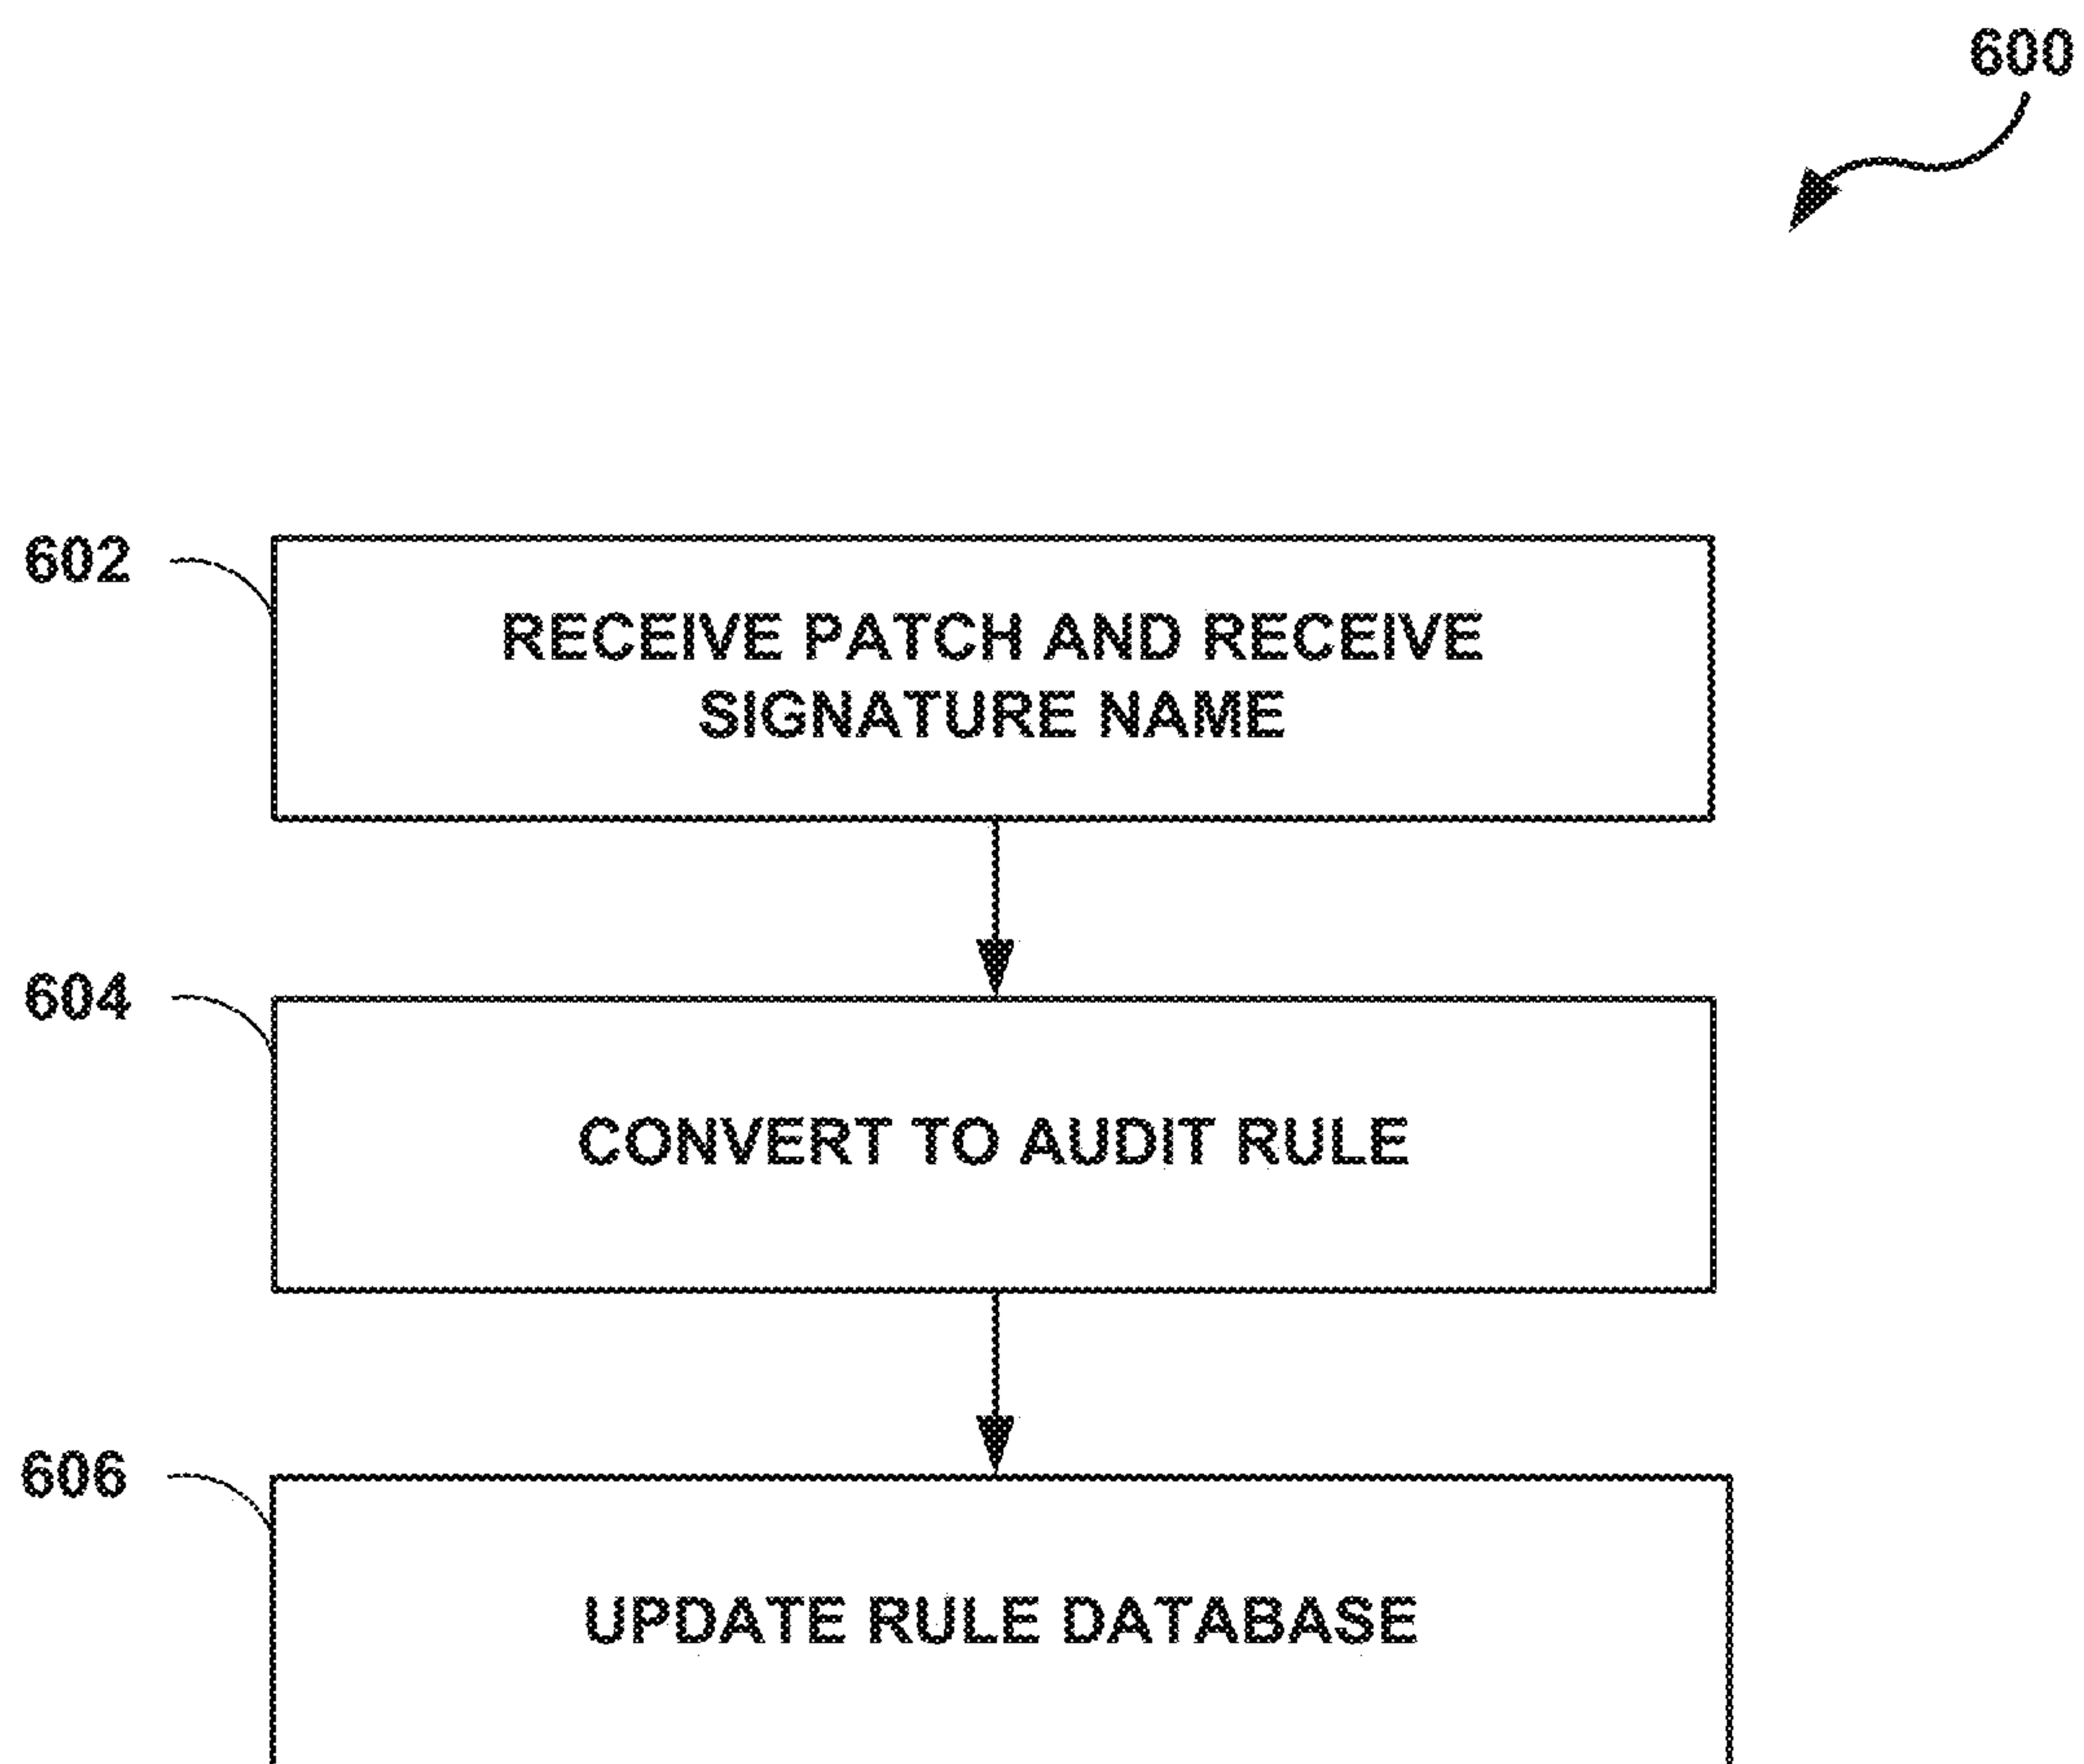 600
602
RECEIVE PATCH AND RECEIVE
SIGNATURE NAME
604
CONVERT TO AUDIT RULE
606
UPDATE RULE DATABASE